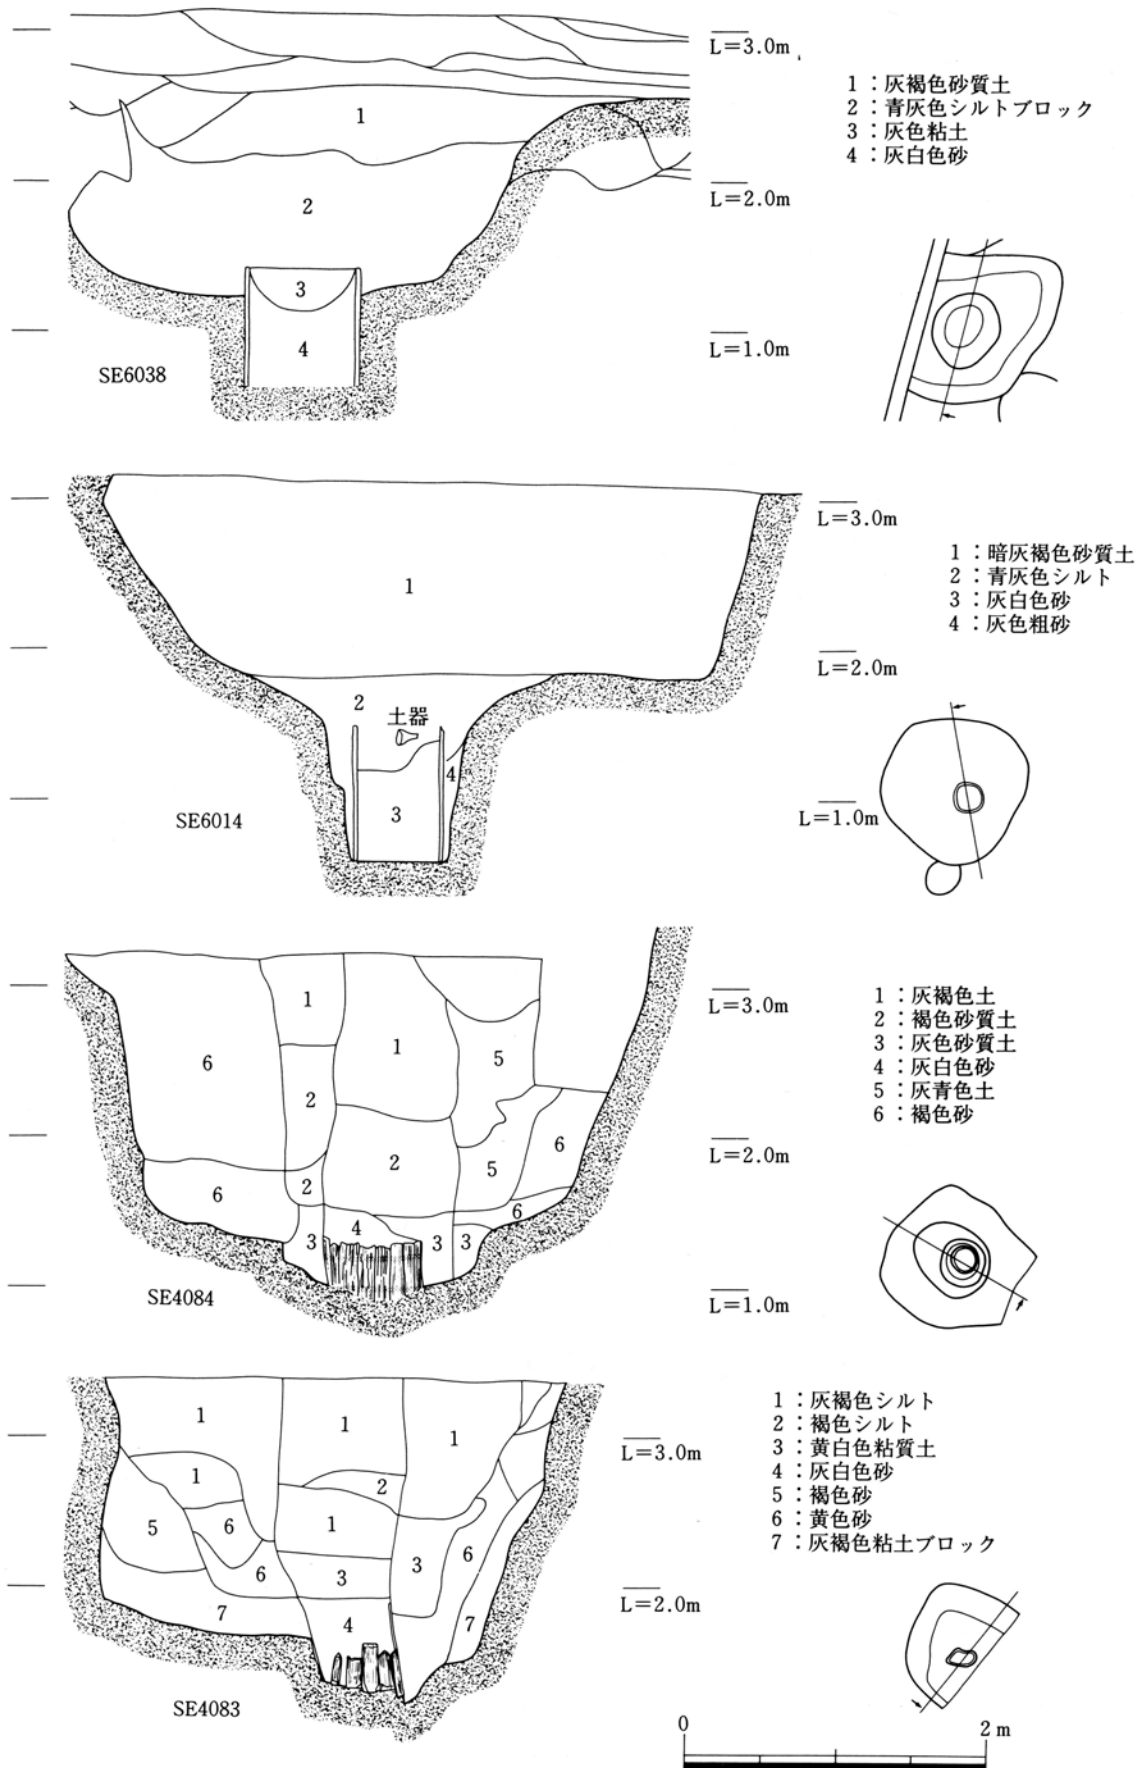 L=3.0m
1：灰褐色砂質土
2：青灰色シルトブロック
3：灰色粘土
4：灰白色砂
1
L=2.0m
2
3
4
L=1.0m
SE6038
L=3.0m
1：暗灰褐色砂質土
2：青灰色シルト
3：灰白色砂
4：灰色粗砂
1
L=2.0m
2
土器
4
3
L=1.0m
SE6014
L=3.0m
1：灰褐色土
2：褐色砂質土
3：灰色砂質土
4：灰白色砂
5：灰青色土
6：褐色砂
1
1
5
6
2
L=2.0m
2
6
5
2
6
6
4
3
3
3
L=1.0m
SE4084
1：灰褐色シルト
2：褐色シルト
3：黄白色粘質土
4：灰白色砂
5：褐色砂
6：黄色砂
7：灰褐色粘土ブロック
1
1
1
L=3.0m
1
2
5
6
1
6
3
6
3
L=2.0m
7
4
7
SE4083
0
2 m